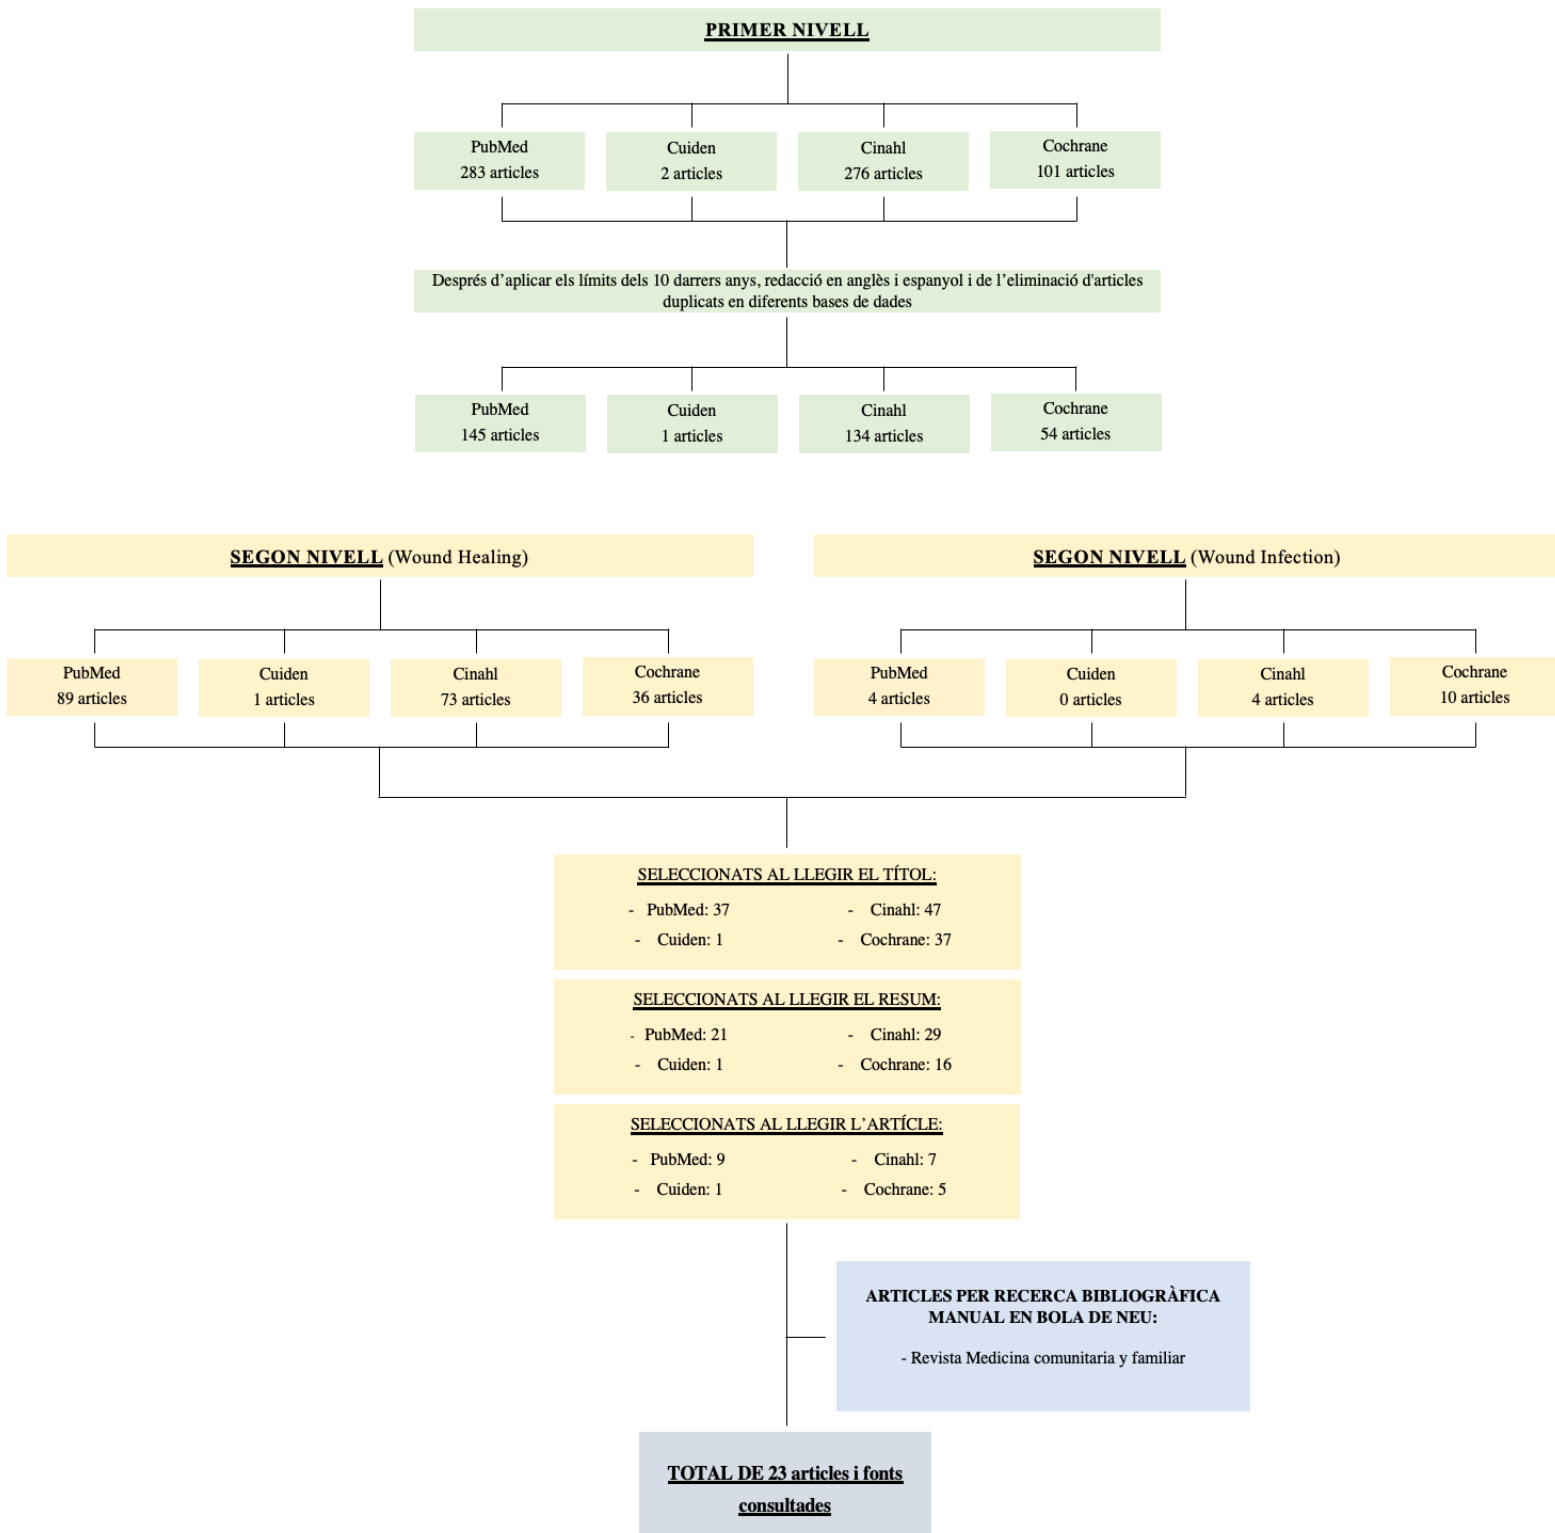 PRIMER NIVELL
PubMed
283 articles
Cuiden
2 articles
Cinahl
276 articles
Cochrane
101 articles
Després d’aplicar els límits dels 10 darrers anys, redacció en anglès i espanyol i de l’eliminació d'articles
duplicats en diferents bases de dades
PubMed
145 articles
Cuiden
1 articles
Cinahl
134 articles
Cochrane
54 articles
SEGON NIVELL (Wound Healing)
PubMed
89 articles
Cuiden
1 articles
Cinahl
73 articles
Cochrane
36 articles
SEGON NIVELL (Wound Infection)
PubMed
4 articles
Cuiden
0 articles
Cinahl
4 articles
Cochrane
10 articles
SELECCIONATS AL LLEGIR EL TÍTOL:
- PubMed: 37
- Cinahl: 47
- Cuiden: 1
- Cochrane: 37
SELECCIONATS AL LLEGIR EL RESUM:
- PubMed: 21
- Cinahl: 29
- Cuiden: 1
- Cochrane: 16
SELECCIONATS AL LLEGIR L’ARTÍCLE:
- PubMed: 9
- Cinahl: 7
- Cuiden: 1
- Cochrane: 5
ARTICLES PER RECERCA BIBLIOGRÀFICA
MANUAL EN BOLA DE NEU:
- Revista Medicina comunitaria y familiar
TOTAL DE 23 articles i fonts
consultades